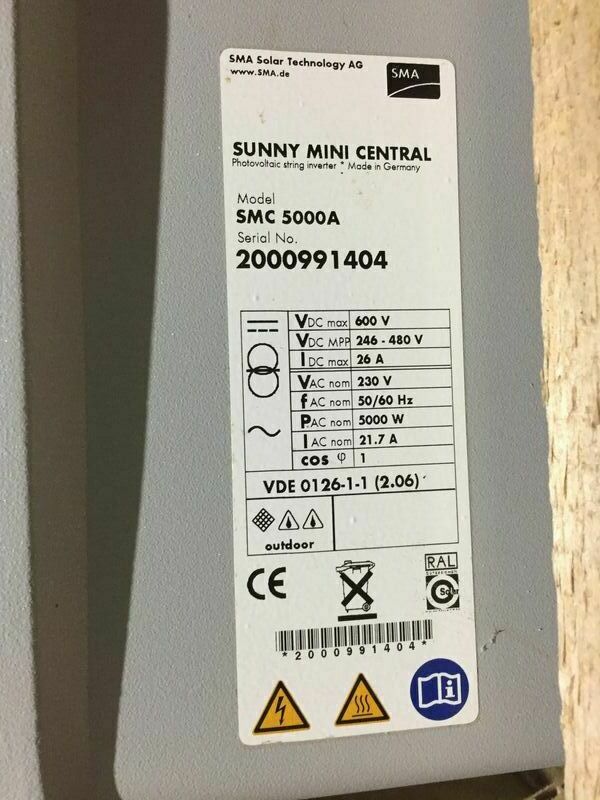 SMA Solar Technology AG
www.SMA.de
SMA
SUNNY MINI CENTRAL
Photovoltaic string inverter * Made in Germany
Model
SMC 5000A
Serial No.
2000991404
VDC max 600 V
VDC MPP 246 - 480 V
IDC max 26 A
VAC nom 230 V
fAC nom 50/60 Hz
PAC nom 5000 W
IAC nom 21.7 A
cos φ 1
VDE 0126-1-1 (2.06)
outdoor
CE
RAL
Solar
*2000991404*
i